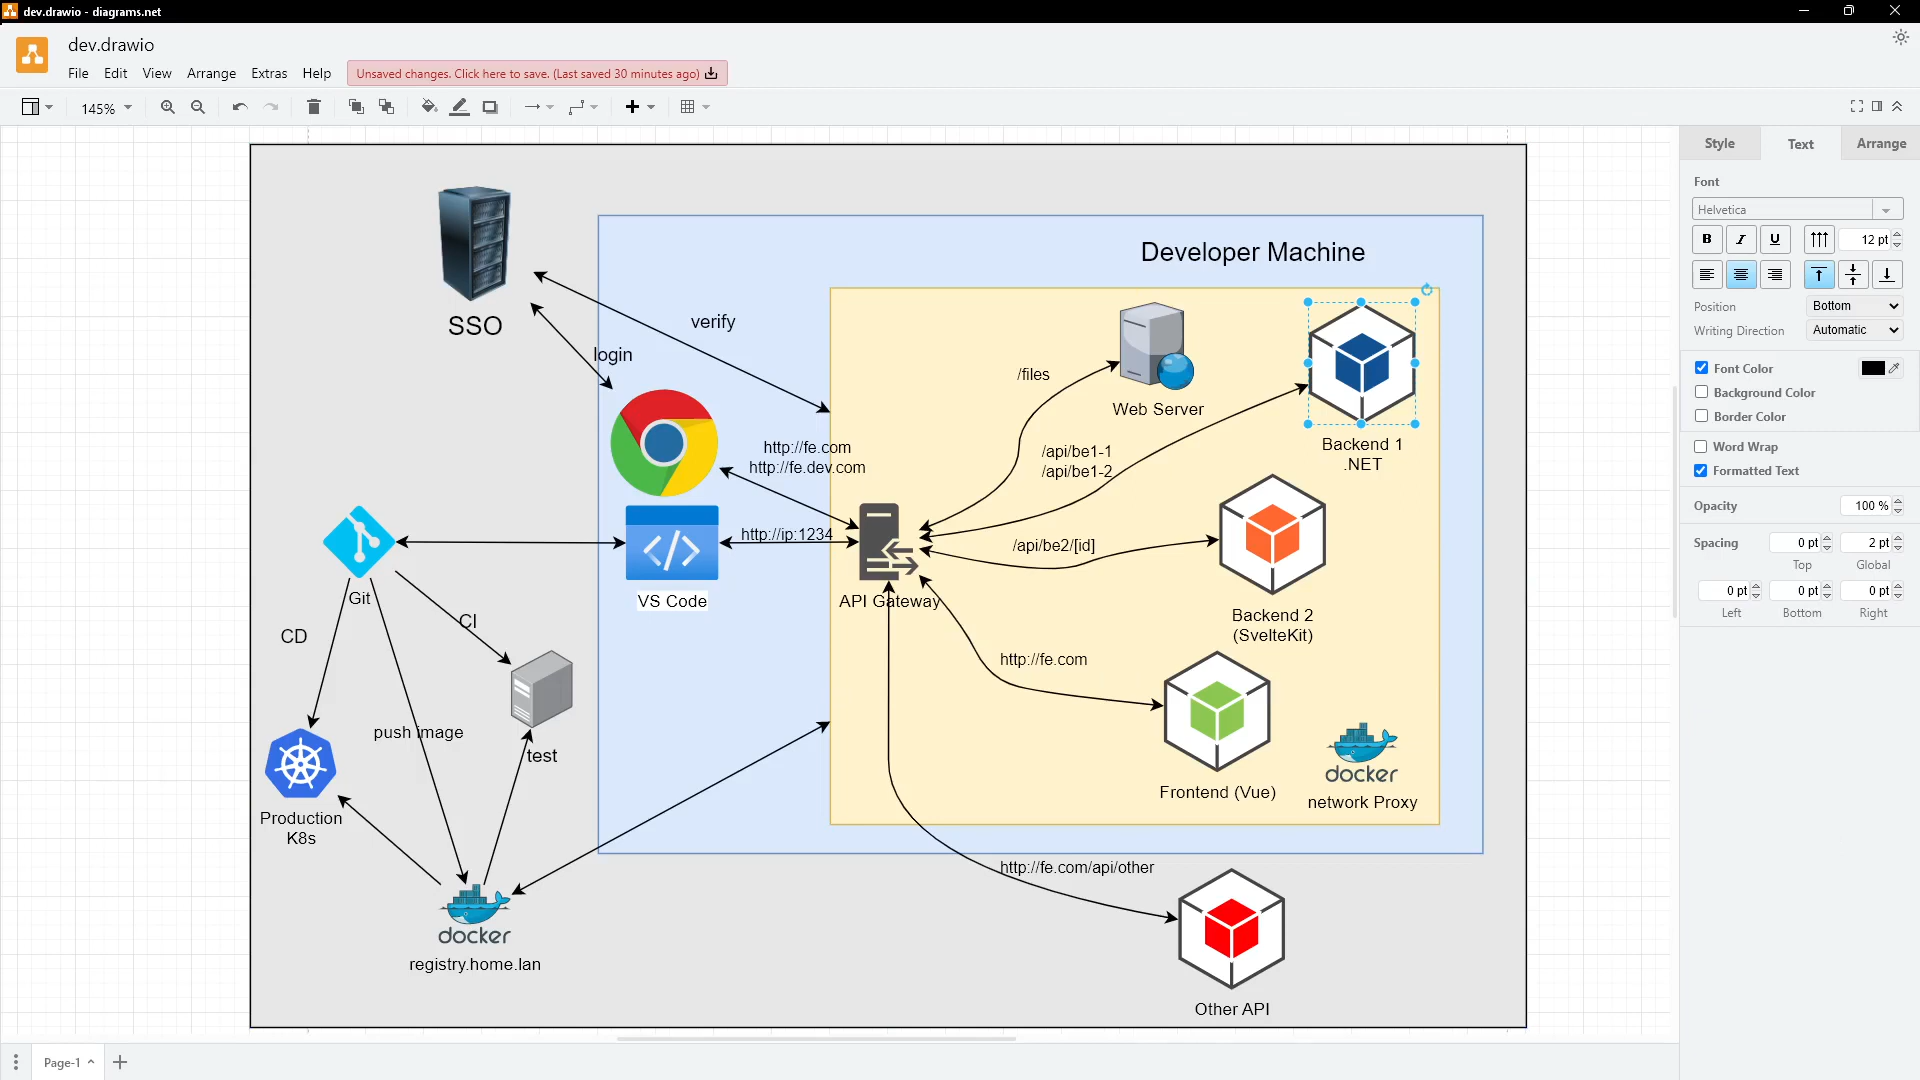 dev.drawio - diagrams.net
dev.drawio
File Edit View Arrange Extras Help
Unsaved changes. Click here to save. (Last saved 30 minutes ago)
145%
Style Text Arrange
Font
Helvetica
B I U 12 pt
Position Bottom
Writing Direction Automatic
Font Color
Background Color
Border Color
Word Wrap
Formatted Text
Opacity 100 %
Spacing 0 pt 2 pt
Top Global
0 pt 0 pt 0 pt
Left Bottom Right
Developer Machine
SSO
verify
login
/files
Web Server
http://fe.com
http://fe.dev.com
/api/be1-1
/api/be1-2
Backend 1
.NET
http://ip:1234
/api/be2/[id]
Git
VS Code
API Gateway
Backend 2
(SvelteKit)
CI
CD
http://fe.com
push image
test
docker
network Proxy
Frontend (Vue)
Production
K8s
http://fe.com/api/other
docker
registry.home.lan
Other API
Page-1